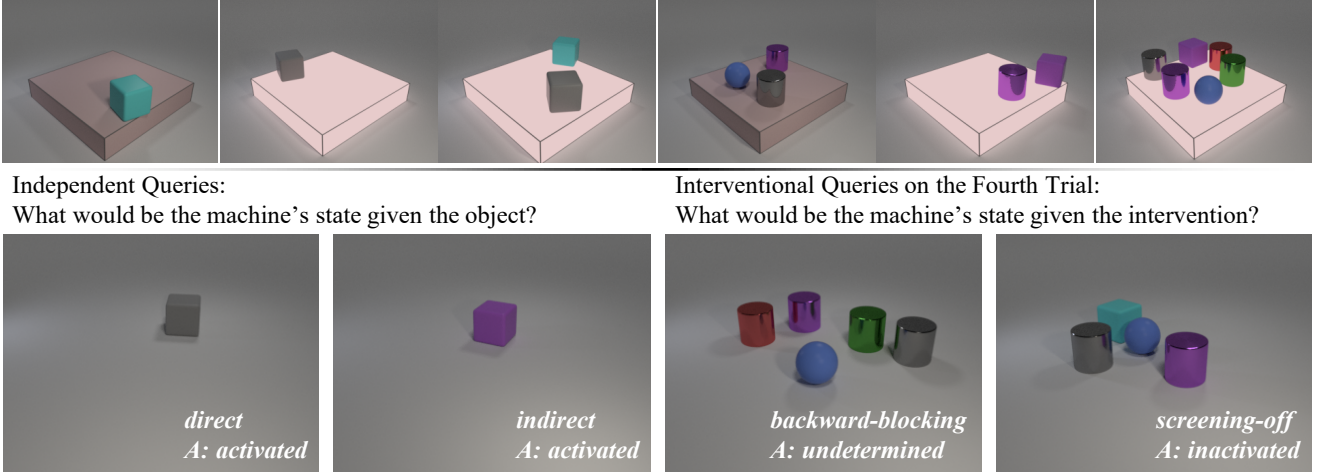 Independent Queries:
What would be the machine’s state given the object?
Interventional Queries on the Fourth Trial:
What would be the machine’s state given the intervention?
direct
A: activated
indirect
A: activated
backward-blocking
A: undetermined
screening-off
A: inactivated